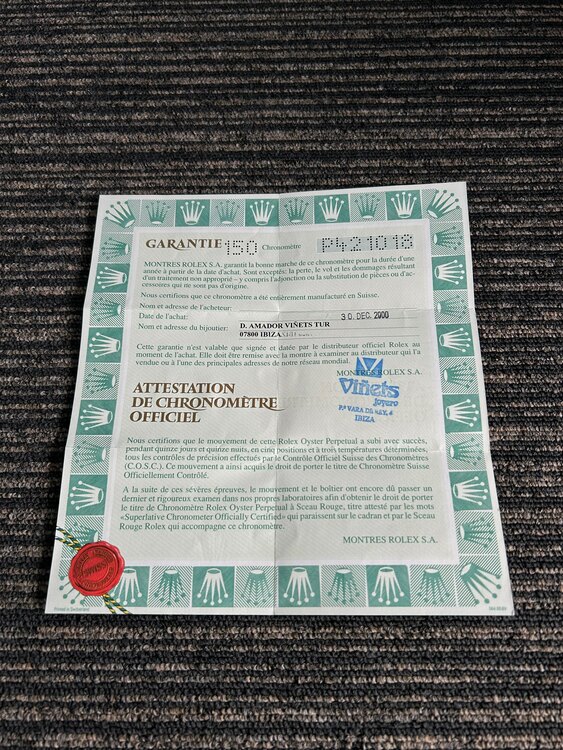 GARANTIE 150 Chronomètre P421018
MONTRES ROLEX S.A. garantit la bonne marche de ce chronomètre pour la durée d'une
année à partir de la date d'achat. Sont exceptés: la perte, le vol et les dommages résultant
d'un traitement non approprié – y compris l'adjonction ou la substitution de pièces ou d'ac-
cessoires qui ne sont pas d'origine.
Nous certifions que ce chronomètre a été entièrement manufacturé en Suisse.
Nom et adresse de l'acheteur:
Date de l'achat: 30. DEC. 2000
Nom et adresse du bijoutier: D. AMADOR VIÑETS TUR
07800 IBIZA
Cette garantie n'est valable que signée et datée par le distributeur officiel Rolex au
moment de l'achat. Elle doit être remise avec la montre à examiner au distributeur qui l'a
vendue ou à l'une des principales adresses de notre réseau mondial.
MONTRES ROLEX S.A.
Viñets
joyero
Pº VARA DE REY, 4
IBIZA
ATTESTATION
DE CHRONOMÈTRE
OFFICIEL
Nous certifions que le mouvement de cette Rolex Oyster Perpetual a subi avec succès,
pendant quinze jours et quinze nuits, en cinq positions et à trois températures déterminées,
tous les contrôles de précision effectués par le Contrôle Officiel Suisse des Chronomètres
(C.O.S.C.). Ce mouvement a ainsi acquis le droit de porter le titre de Chronomètre Suisse
Officiellement Contrôlé.
A la suite de ces sévères épreuves, le mouvement et le boîtier ont encore dû passer un
dernier et rigoureux examen dans nos propres laboratoires afin d'obtenir le droit de porter
le titre de Chronomètre Rolex Oyster Perpetual à Sceau Rouge, titre attesté par les mots
«Superlative Chronometer Officially Certified» qui paraissent sur le cadran et par le Sceau
Rouge Rolex qui accompagne ce chronomètre.
MONTRES ROLEX S.A.
Printed in Switzerland